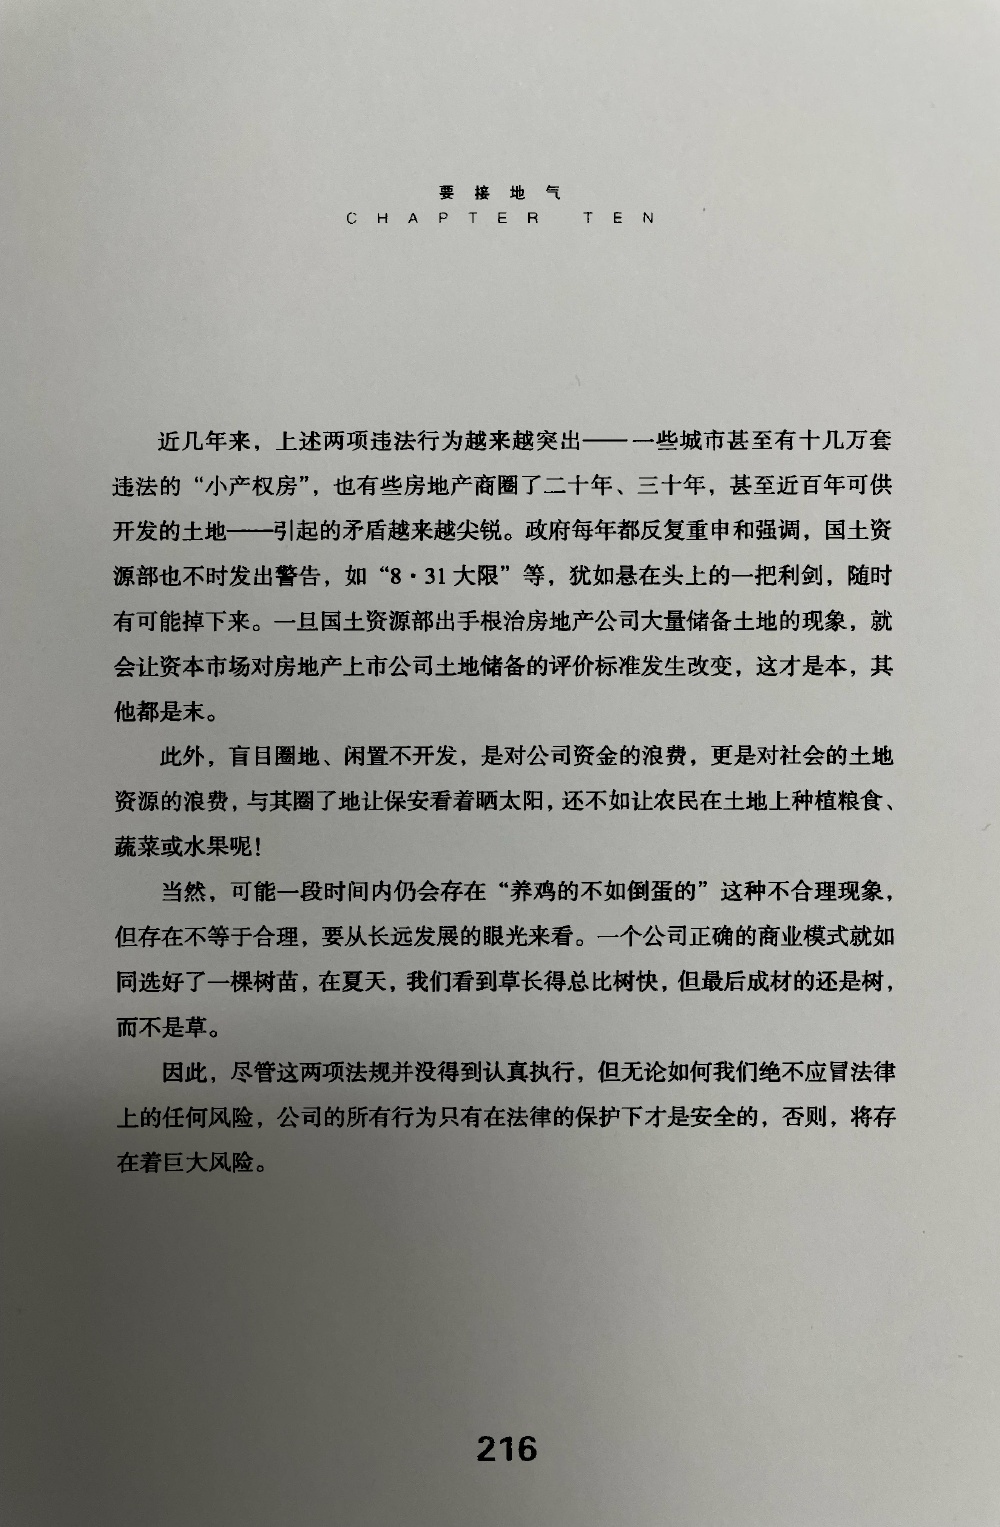 要接地气
CHAPTER TEN
近几年来，上述两项违法行为越来越突出——一些城市甚至有十几万套
违法的“小产权房”，也有些房地产商圈了二十年、三十年，甚至近百年可供
开发的土地——引起的矛盾越来越尖锐。政府每年都反复重申和强调，国土资
源部也不时发出警告，如“8·31大限”等，犹如悬在头上的一把利剑，随时
有可能掉下来。一旦国土资源部出手根治房地产公司大量储备土地的现象，就
会让资本市场对房地产上市公司土地储备的评价标准发生改变，这才是本，其
他都是末。
此外，盲目圈地、闲置不开发，是对公司资金的浪费，更是对社会的土地
资源的浪费，与其圈了地让保安看着晒太阳，还不如让农民在土地上种植粮食、
蔬菜或水果呢！
当然，可能一段时间内仍会存在“养鸡的不如倒蛋的”这种不合理现象，
但存在不等于合理，要从长远发展的眼光来看。一个公司正确的商业模式就如
同选好了一棵树苗，在夏天，我们看到草长得总比树快，但最后成材的还是树，
而不是草。
因此，尽管这两项法规并没得到认真执行，但无论如何我们绝不应冒法律
上的任何风险，公司的所有行为只有在法律的保护下才是安全的，否则，将存
在着巨大风险。
216